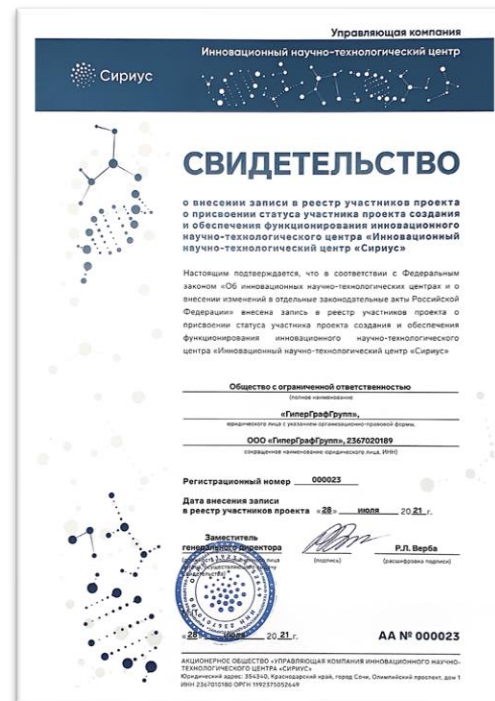 Управляющая компания
Инновационный научно-технологический центр
Сириус
СВИДЕТЕЛЬСТВО
о внесении записи в реестр участников проекта
о присвоении статуса участника проекта создания
и обеспечения функционирования инновационного
научно-технологического центра «Инновационный
научно-технологический центр «Сириус»
Настоящим подтверждается, что в соответствии с Федеральным
законом «Об инновационных научно-технологических центрах и о
внесении изменений в отдельные законодательные акты Российской
Федерации» внесена запись в реестр участников проекта о
присвоении статуса участника проекта создания и обеспечения
функционирования инновационного научно-технологического
центра «Инновационный научно-технологический центр «Сириус»
Общество с ограниченной ответственностью
(полное наименование
«ГиперГрафГрупп»,
юридического лица с указанием организационно-правовой формы,
ООО «ГиперГрафГрупп», 2367020189
сокращенное наименование юридического лица, ИНН)
Регистрационный номер 000023
Дата внесения записи
в реестр участников проекта «28» июля 2021 г.
Заместитель
генерального директора
Р.Л. Верба
(подпись)
(расшифровка подписи)
свидетельства)
«28» июля 2021 г.
АА № 000023
АКЦИОНЕРНОЕ ОБЩЕСТВО «УПРАВЛЯЮЩАЯ КОМПАНИЯ ИННОВАЦИОННОГО НАУЧНО-
ТЕХНОЛОГИЧЕСКОГО ЦЕНТРА «СИРИУС»
Юридический адрес: 354340, Краснодарский край, город Сочи, Олимпийский проспект, дом 1
ИНН 2367010180 ОРГН 1192375052649